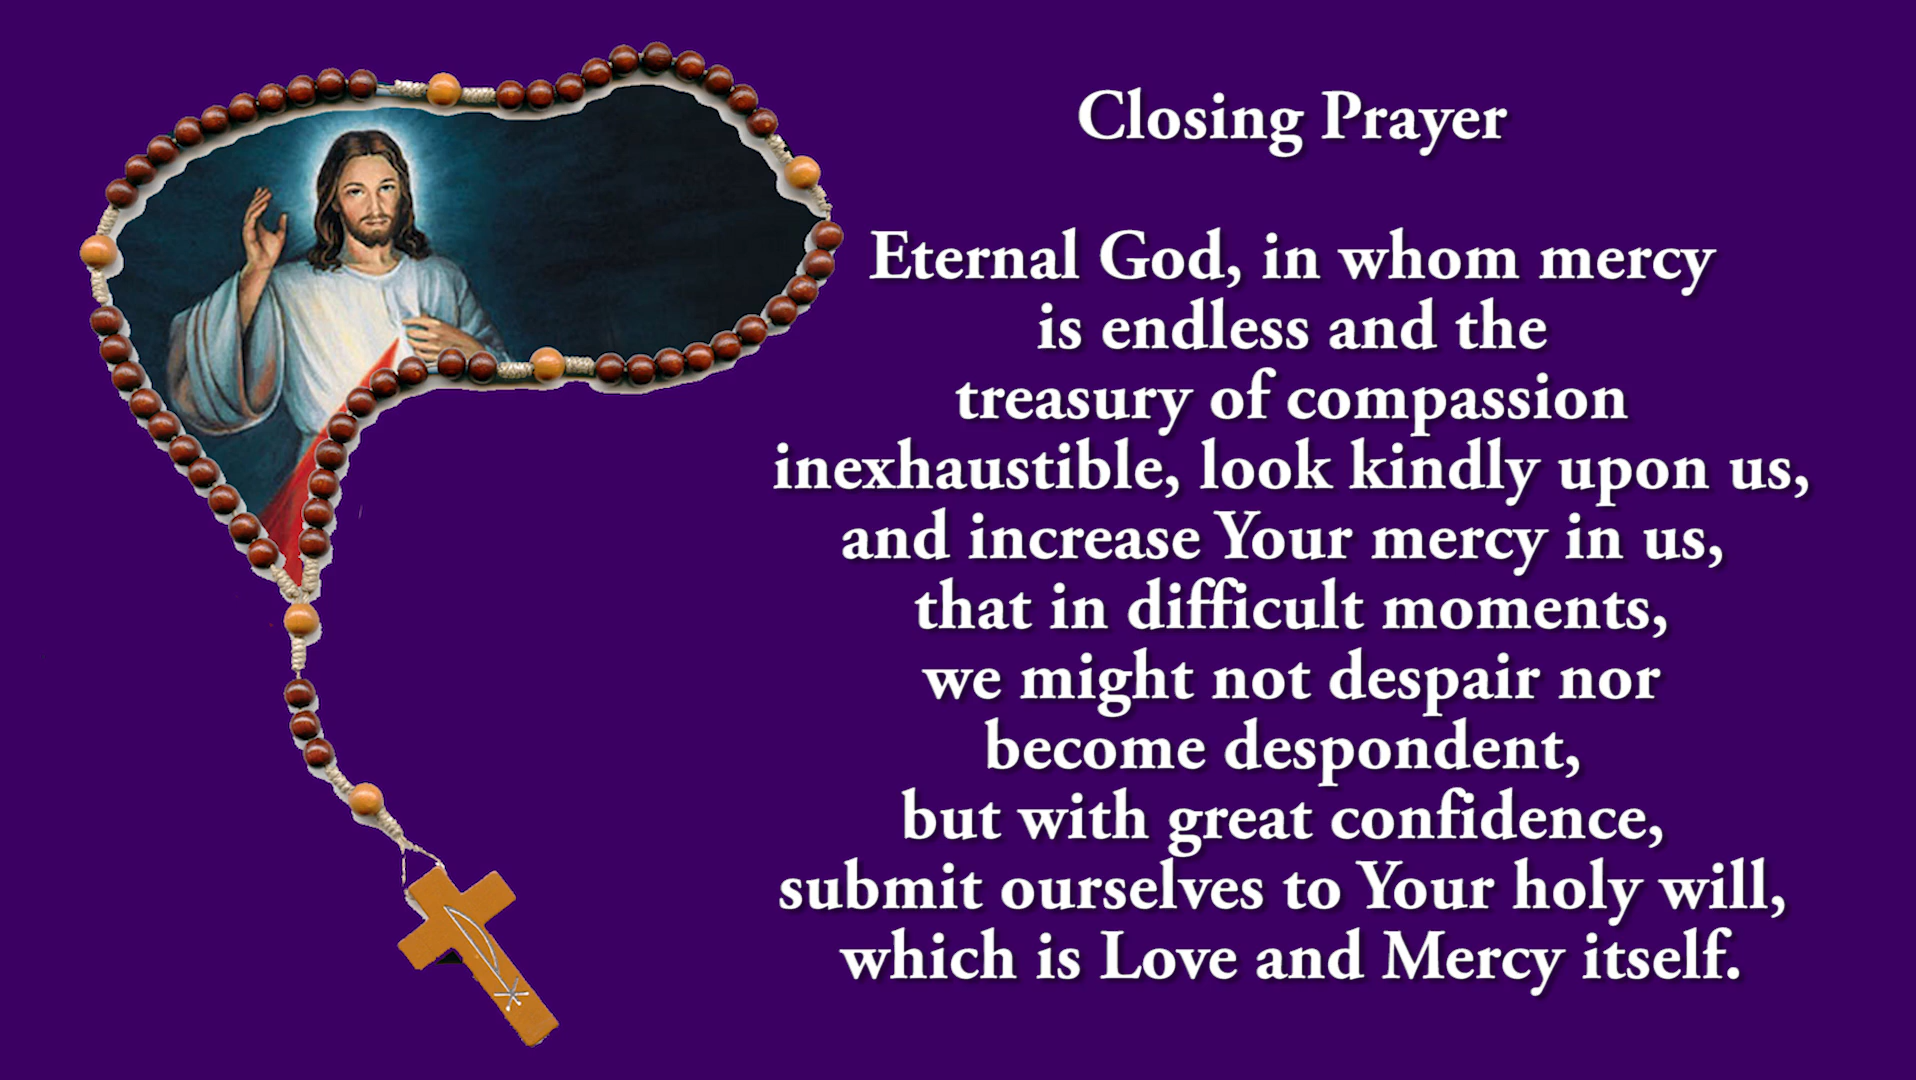 Closing Prayer
Eternal God, in whom mercy
is endless and the
treasury of compassion
inexhaustible, look kindly upon us,
and increase Your mercy in us,
that in difficult moments,
we might not despair nor
become despondent,
but with great confidence,
submit ourselves to Your holy will,
which is Love and Mercy itself.